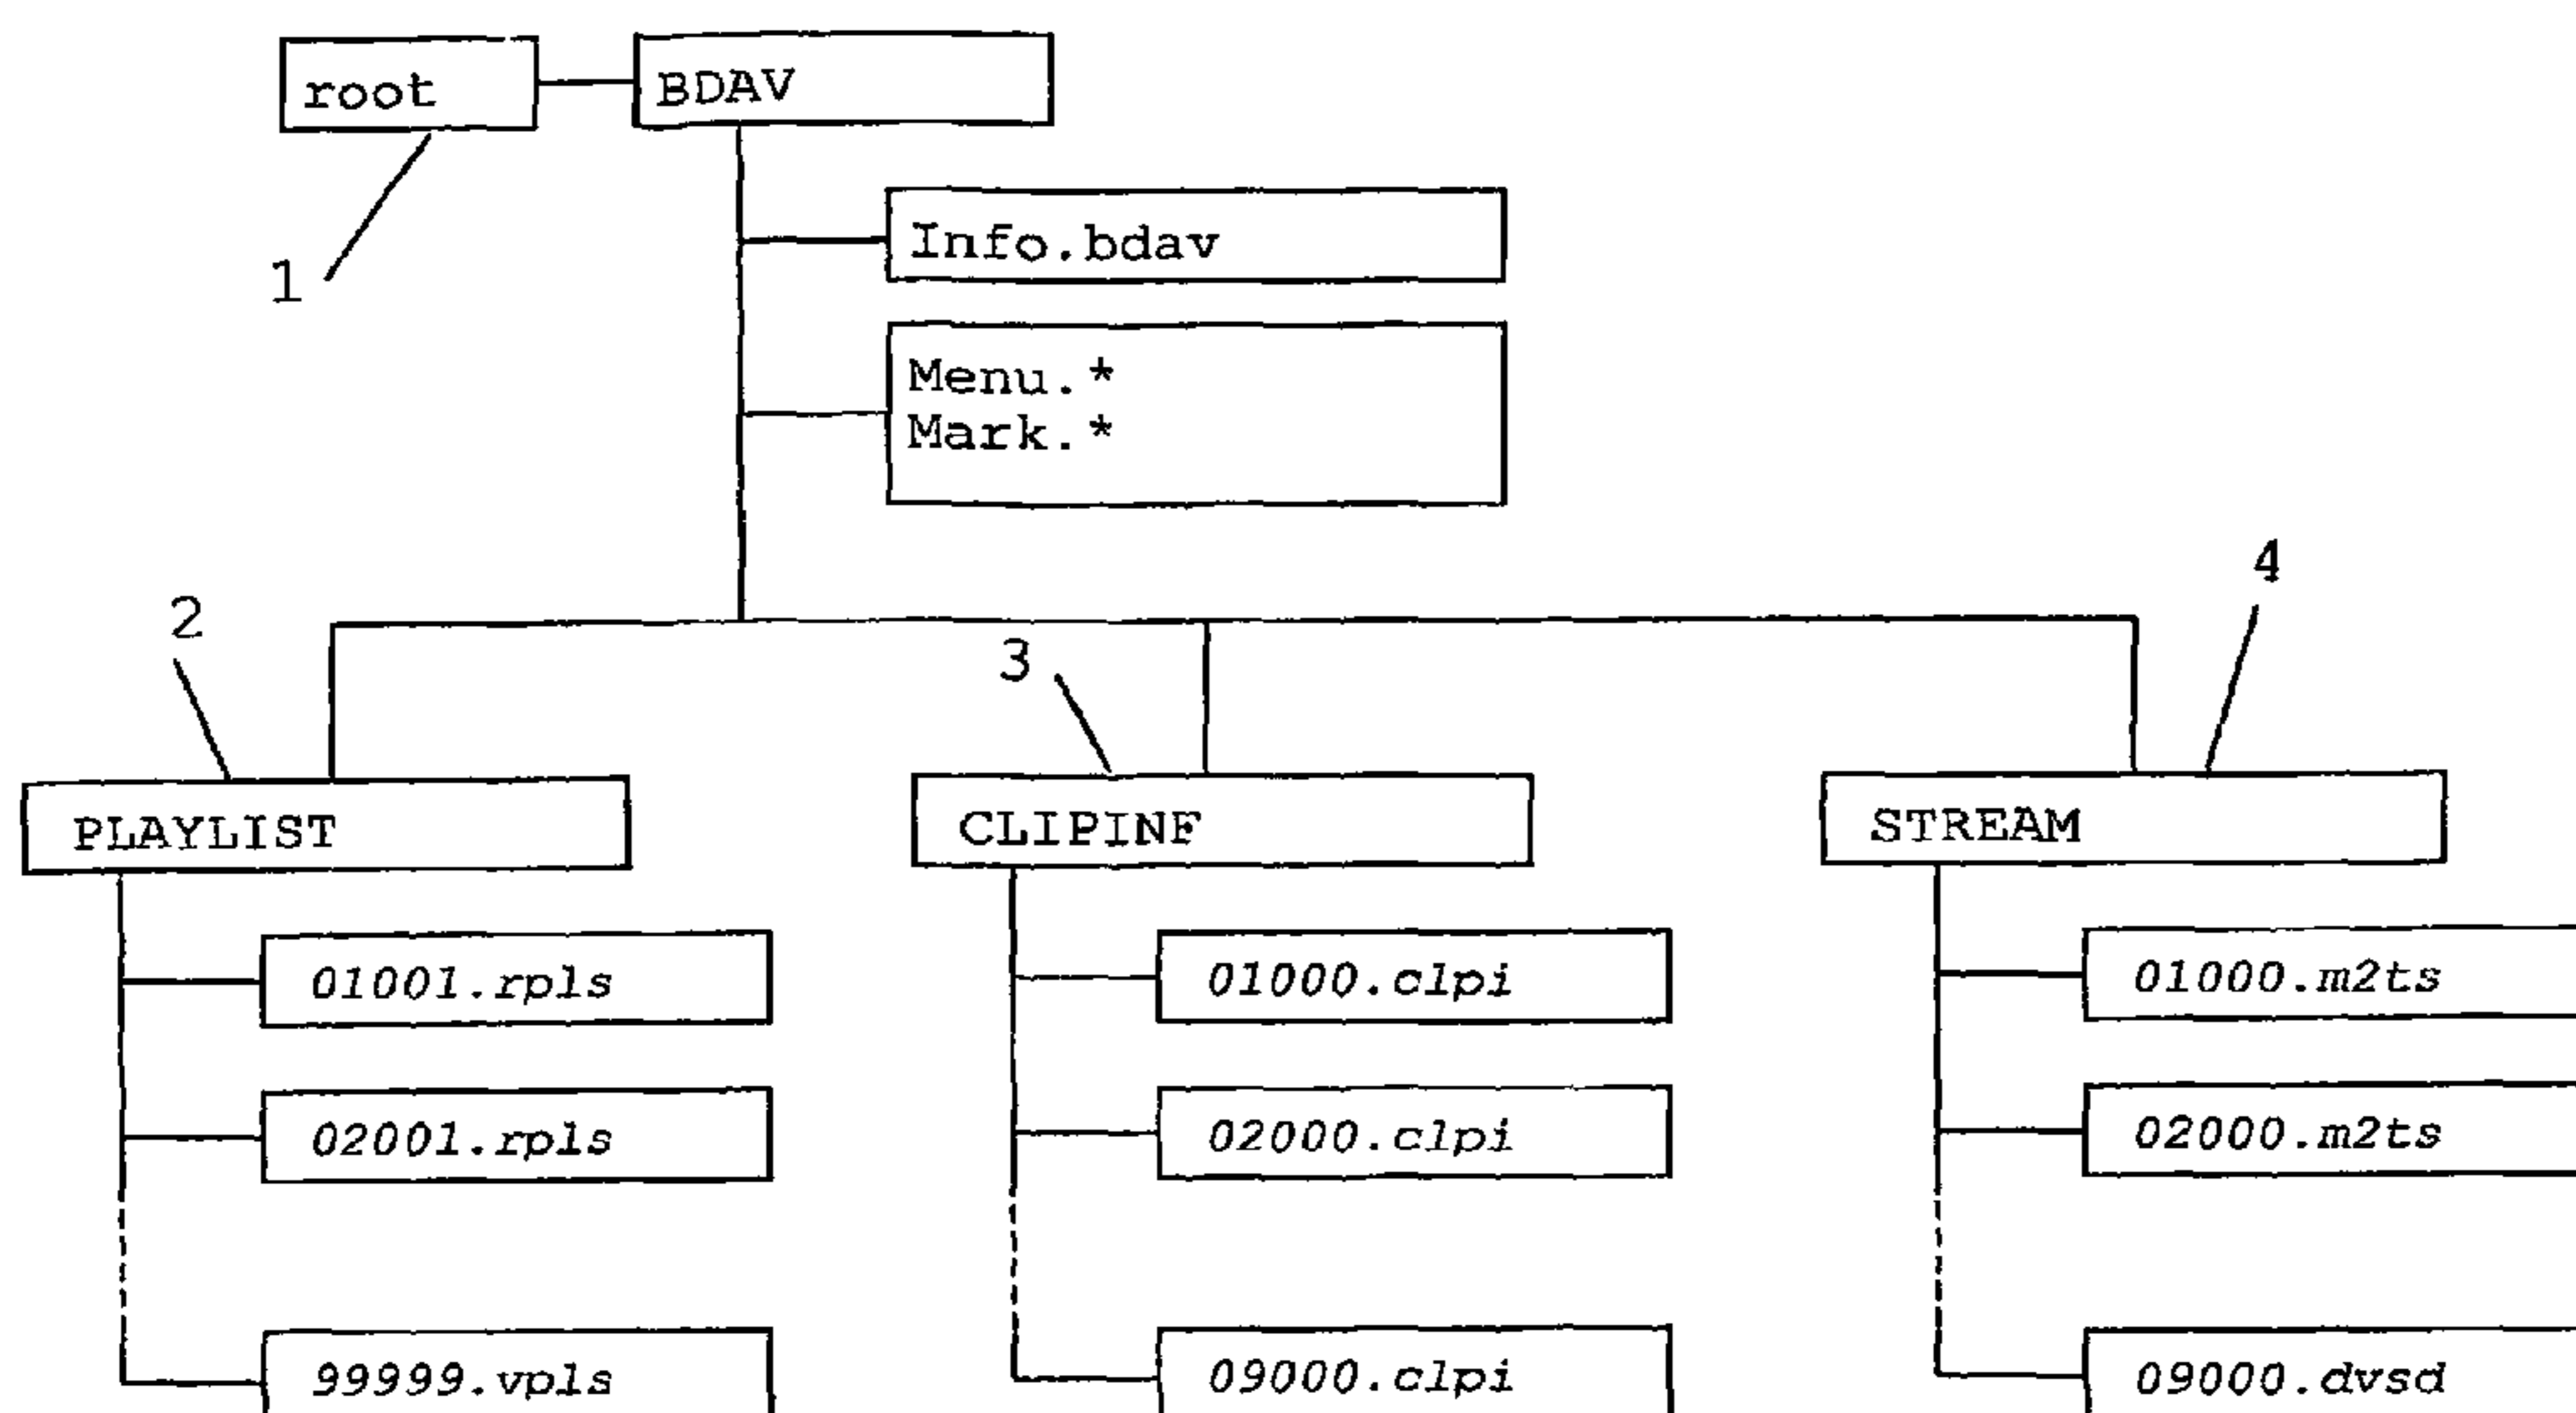 root
BDAV
1
Info.bdav
Menu.*
Mark.*
2
3
4
PLAYLIST
CLIPINF
STREAM
01001.rpls
01000.clpi
01000.m2ts
02001.rpls
02000.clpi
02000.m2ts
99999.vpls
09000.clpi
09000.dvsd